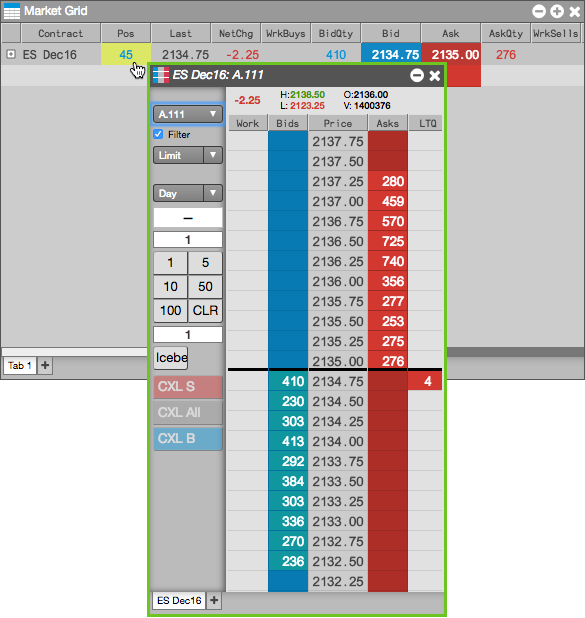 Market Grid
Contract Pos Last NetChg WrkBuys BidQty Bid Ask AskQty WrkSells
ES Dec16 45 2134.75 -2.25 410 2134.75 2135.00 276
ES Dec16: A.111
A.111
Filter
Limit
Day
—
1
1 5
10 50
100 CLR
1
Icebe
CXL S
CXL All
CXL B
-2.25 H:2138.50 O:2136.00
L: 2123.25 V: 1400376
Work Bids Price Asks LTQ
2137.75
2137.50
2137.25 280
2137.00 459
2136.75 570
2136.50 725
2136.25 740
2136.00 356
2135.75 277
2135.50 253
2135.25 275
2135.00 276
410 2134.75 4
230 2134.50
303 2134.25
413 2134.00
292 2133.75
384 2133.50
303 2133.25
336 2133.00
270 2132.75
236 2132.50
2132.25
ES Dec16 +
Tab 1 +